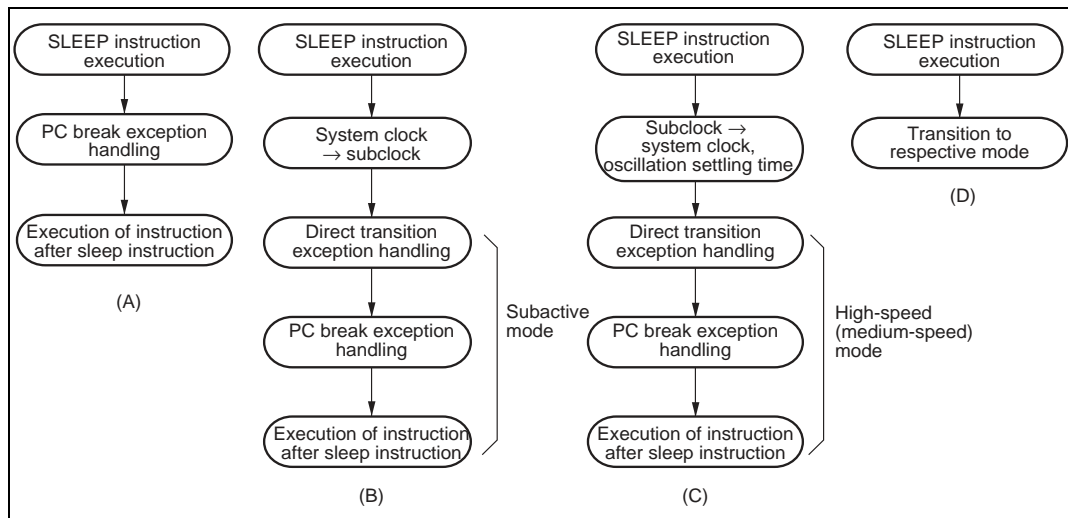 SLEEP instruction
execution
PC break exception
handling
Execution of instruction
after sleep instruction
(A)
SLEEP instruction
execution
System clock
→ subclock
Direct transition
exception handling
PC break exception
handling
Execution of instruction
after sleep instruction
Subactive
mode
(B)
SLEEP instruction
execution
Subclock →
system clock,
oscillation settling time
Direct transition
exception handling
PC break exception
handling
Execution of instruction
after sleep instruction
High-speed
(medium-speed)
mode
(C)
SLEEP instruction
execution
Transition to
respective mode
(D)